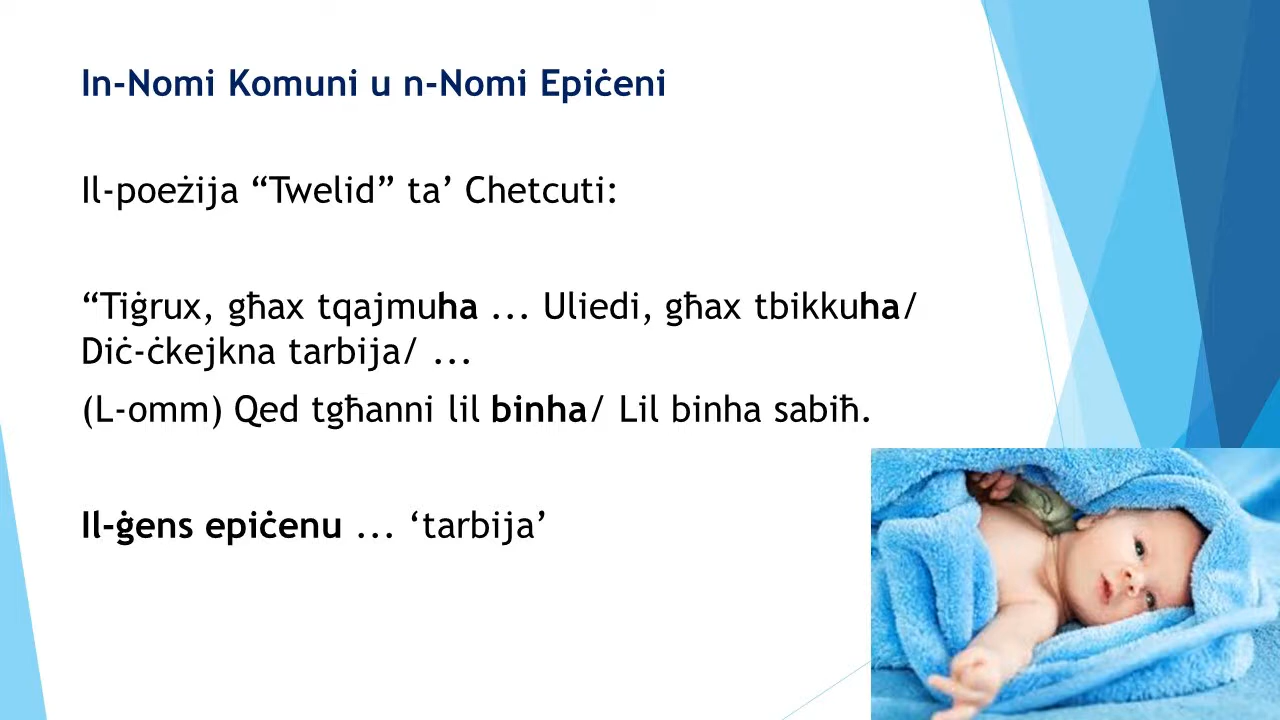 In-Nomi Komuni u n-Nomi Epiċeni
Il-poeżija “Twelid” ta’ Chetcuti:
“Tiġrux, għax tqajmuha ... Uliedi, għax tbikkuha/
Diċ-ċkejkna tarbija/ ...
(L-omm) Qed tgħanni lil binha/ Lil binha sabiħ.
Il-ġens epiċenu ... ‘tarbija’